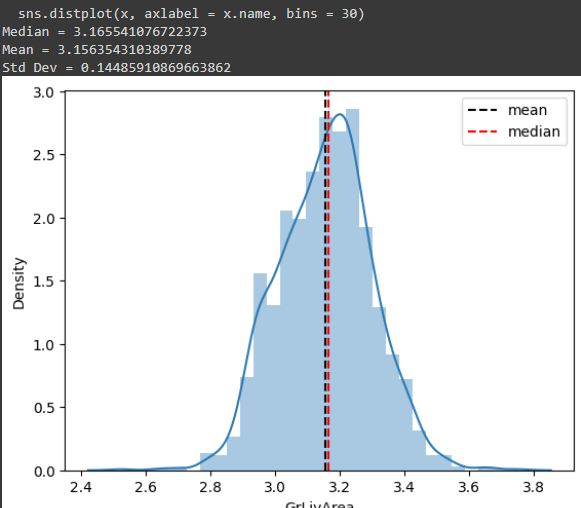 sns.distplot(x, axlabel = x.name, bins = 30)
Median = 3.165541076722373
Mean = 3.156354310389778
Std Dev = 0.14485910869663862
3.0
mean
median
2.5
2.0
1.5
1.0
0.5
0.0
Density
2.4 2.6 2.8 3.0 3.2 3.4 3.6 3.8
GrLivArea